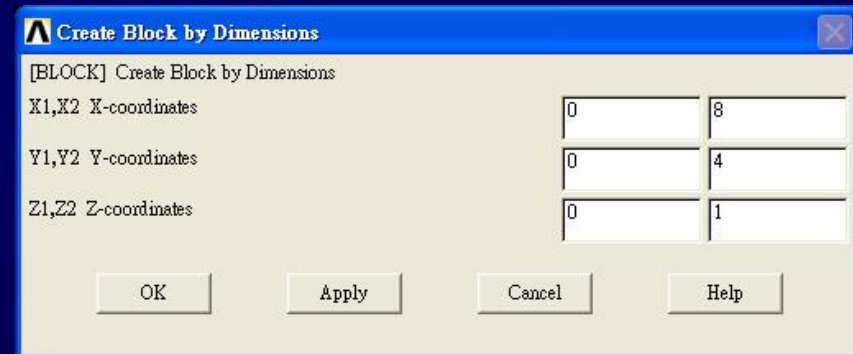 Create Block by Dimensions
[BLOCK] Create Block by Dimensions
X1,X2 X-coordinates 0 8
Y1,Y2 Y-coordinates 0 4
Z1,Z2 Z-coordinates 0 1
OK Apply Cancel Help